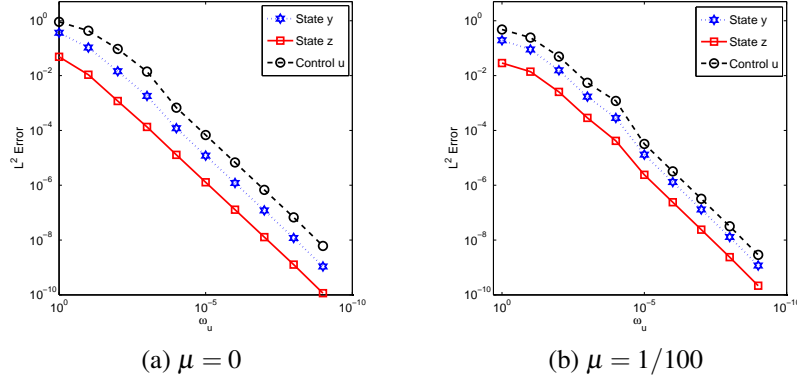 10^0
10^-2
10^-4
10^-6
10^-8
10^-10
L^2 Error
State y
State z
Control u
10^0
10^-5
10^-10
ω_u
(a) μ = 0
10^0
10^-2
10^-4
10^-6
10^-8
10^-10
L^2 Error
State y
State z
Control u
10^0
10^-5
10^-10
ω_u
(b) μ = 1/100